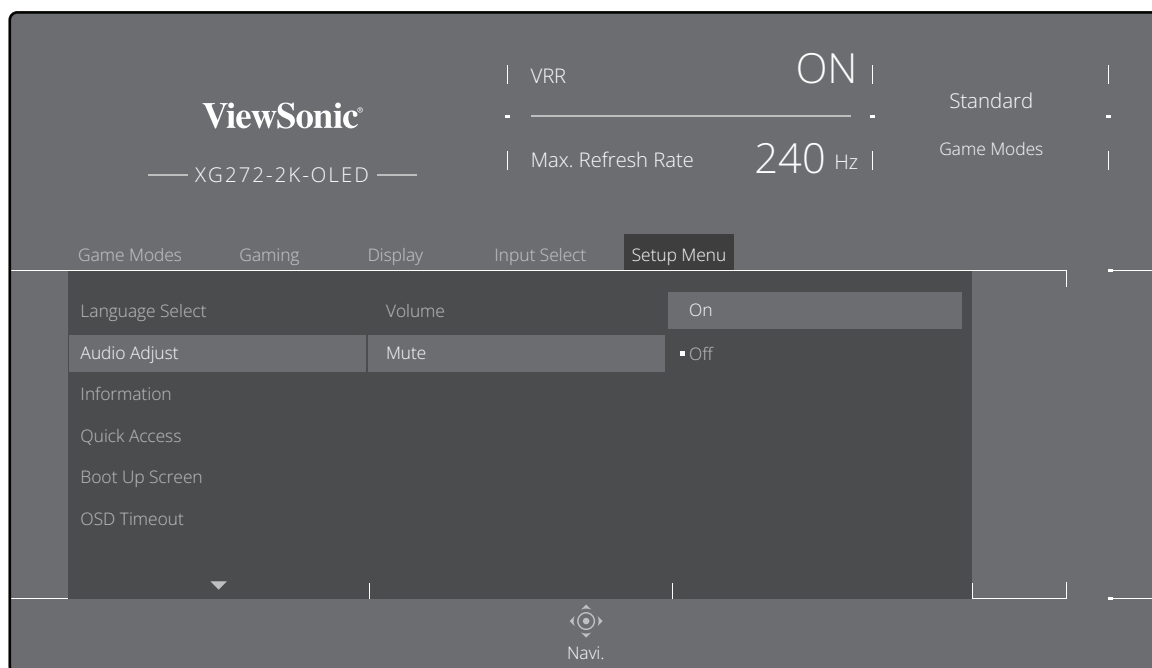 ViewSonic®
XG272-2K-OLED
VRR ON
Max. Refresh Rate 240 Hz
Standard
Game Modes
Game Modes Gaming Display Input Select Setup Menu
Language Select Volume On
Audio Adjust Mute Off
Information
Quick Access
Boot Up Screen
OSD Timeout
Navi.